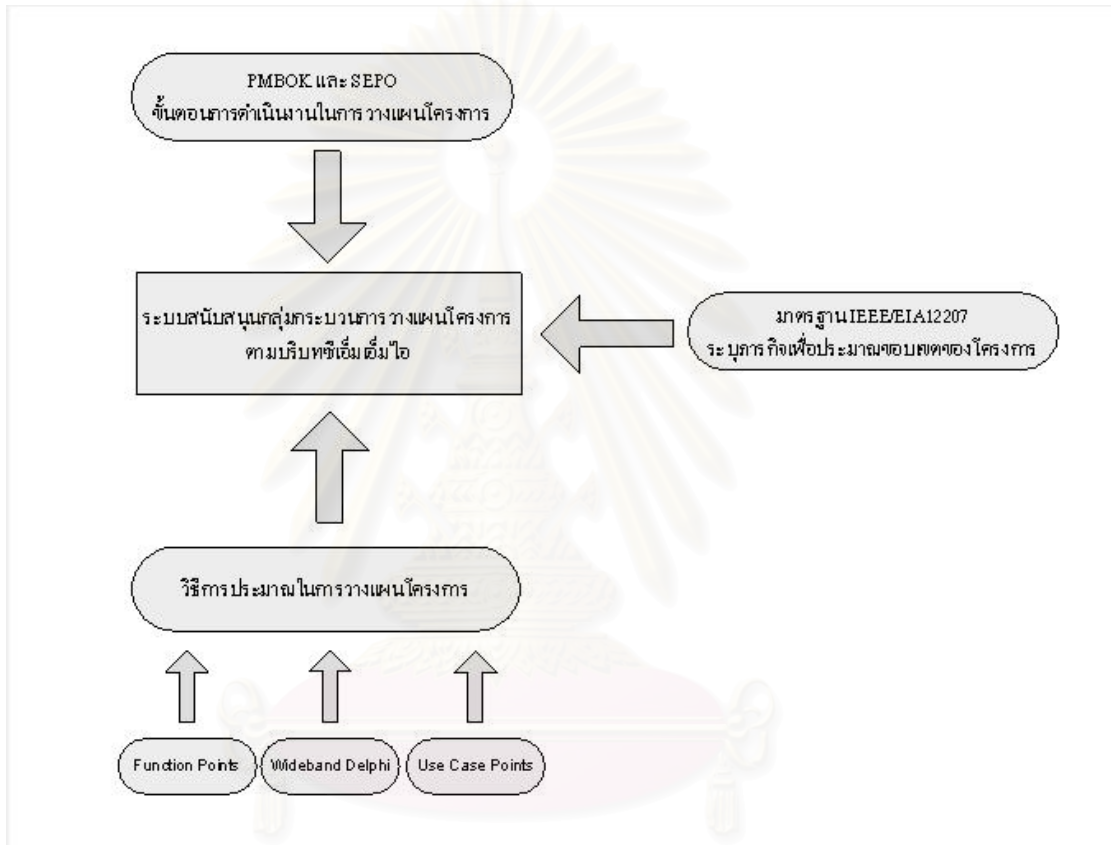 PMBOK และ SEPO
ขั้นตอนการดำเนินงานในการวางแผนโครงการ
ระบบสนับสนุนกลุ่มกระบวนการวางแผนโครงการ
ตามบริบทซีเอ็มเอ็มไอ
มาตรฐาน IEEE/EIA12207
ระบุภารกิจเพื่อประมาณขอบเขตของโครงการ
วิธีการประมาณในการวางแผนโครงการ
Function Points
Wideband Delphi
Use Case Points